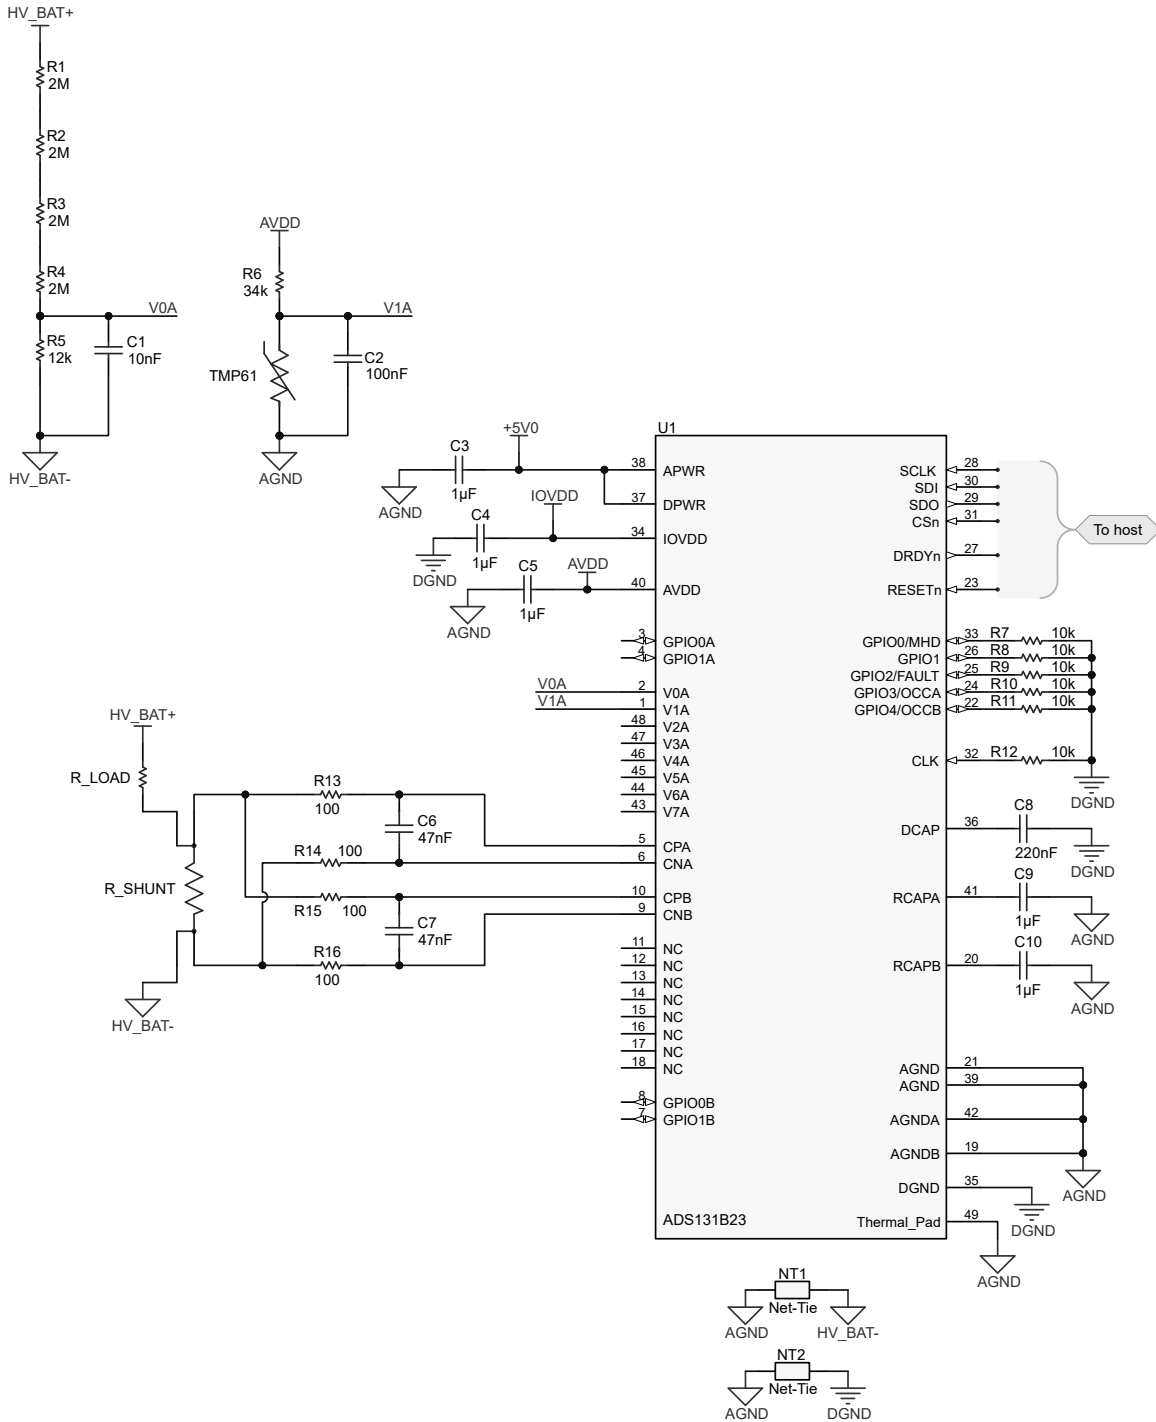 HV_BAT+
R1
2M
R2
2M
R3
2M
R4
2M
V0A
R5
12k
C1
10nF
HV_BAT-
AVDD
R6
34k
V1A
TMP61
C2
100nF
AGND
+5V0
C3
1µF
AGND
IOVDD
C4
1µF
DGND
AVDD
C5
1µF
AGND
V0A
V1A
HV_BAT+
R_LOAD
R_SHUNT
HV_BAT-
R13
100
C6
47nF
R14 100
R15 100
C7
47nF
R16
100
U1
38 APWR
37 DPWR
34 IOVDD
40 AVDD
3 GPIO0A
4 GPIO1A
2 V0A
1 V1A
48 V2A
47 V3A
46 V4A
45 V5A
44 V6A
43 V7A
5 CPA
6 CNA
10 CPB
9 CNB
11 NC
12 NC
13 NC
14 NC
15 NC
16 NC
17 NC
18 NC
8 GPIO0B
7 GPIO1B
ADS131B23
SCLK 28
SDI 30
SDO 29
CSn 31
DRDYn 27
RESETn 23
To host
GPIO0/MHD 33 R7 10k
GPIO1 26 R8 10k
GPIO2/FAULT 25 R9 10k
GPIO3/OCCA 24 R10 10k
GPIO4/OCCB 22 R11 10k
CLK 32 R12 10k
DGND
DCAP 36
C8
220nF
DGND
RCAPA 41
C9
1µF
AGND
RCAPB 20
C10
1µF
AGND
AGND 21
AGND 39
AGNDA 42
AGNDB 19
AGND
DGND 35
DGND
Thermal_Pad 49
AGND
NT1
Net-Tie
AGND HV_BAT-
NT2
Net-Tie
AGND DGND